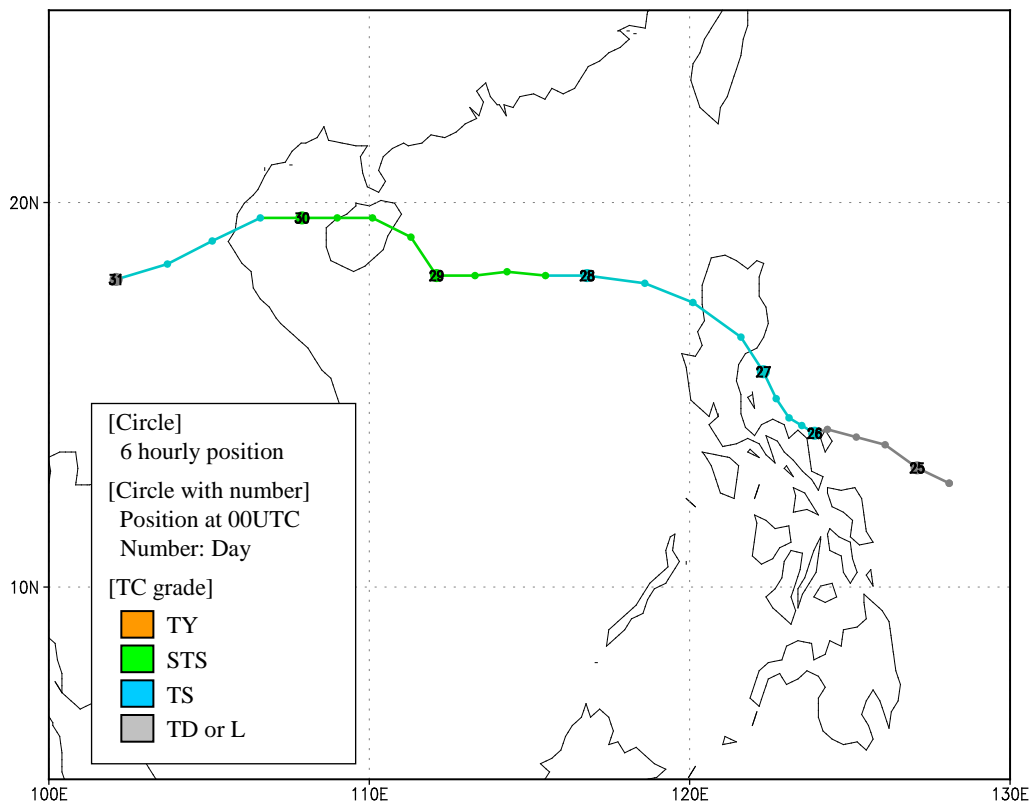 20N
10N
100E
110E
120E
130E
31
30
29
28
27
26
25
[Circle]
6 hourly position
[Circle with number]
Position at 00UTC
Number: Day
[TC grade]
TY
STS
TS
TD or L